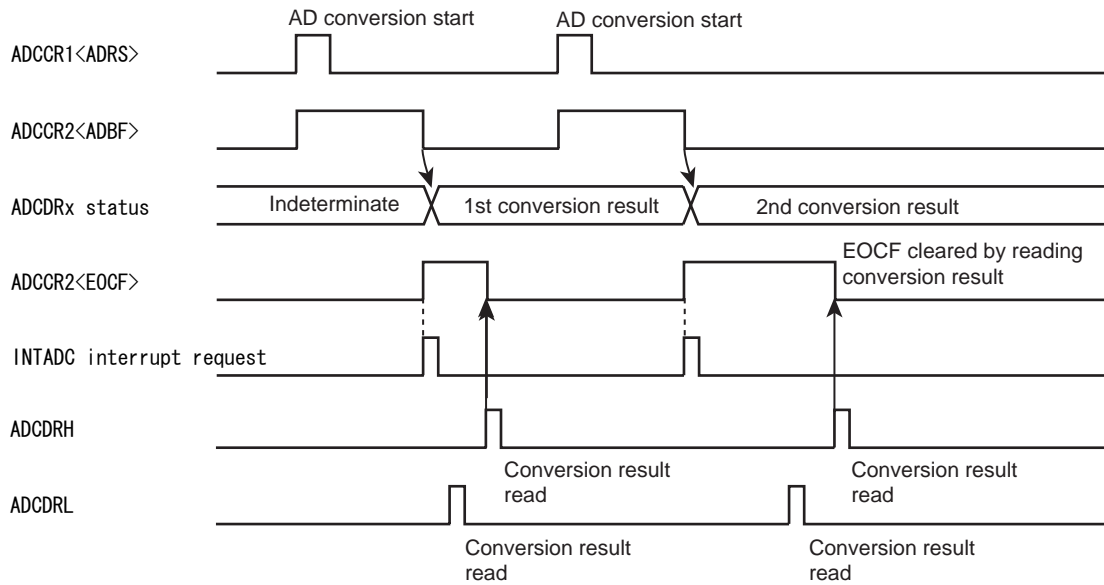 AD conversion start
AD conversion start
ADCCR1<ADRS>
ADCCR2<ADBF>
ADCDRx status
Indeterminate
1st conversion result
2nd conversion result
EOCF cleared by reading
conversion result
ADCCR2<EOCF>
INTADC interrupt request
ADCDRH
Conversion result
read
Conversion result
read
ADCDRL
Conversion result
read
Conversion result
read